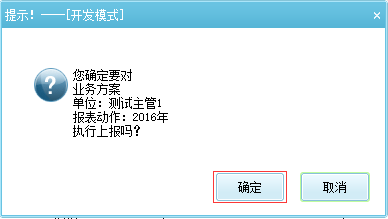 提示！——[开发模式]
您确定要对
业务方案
单位：测试主管1
报表动作：2016年
执行上报吗？
确定
取消